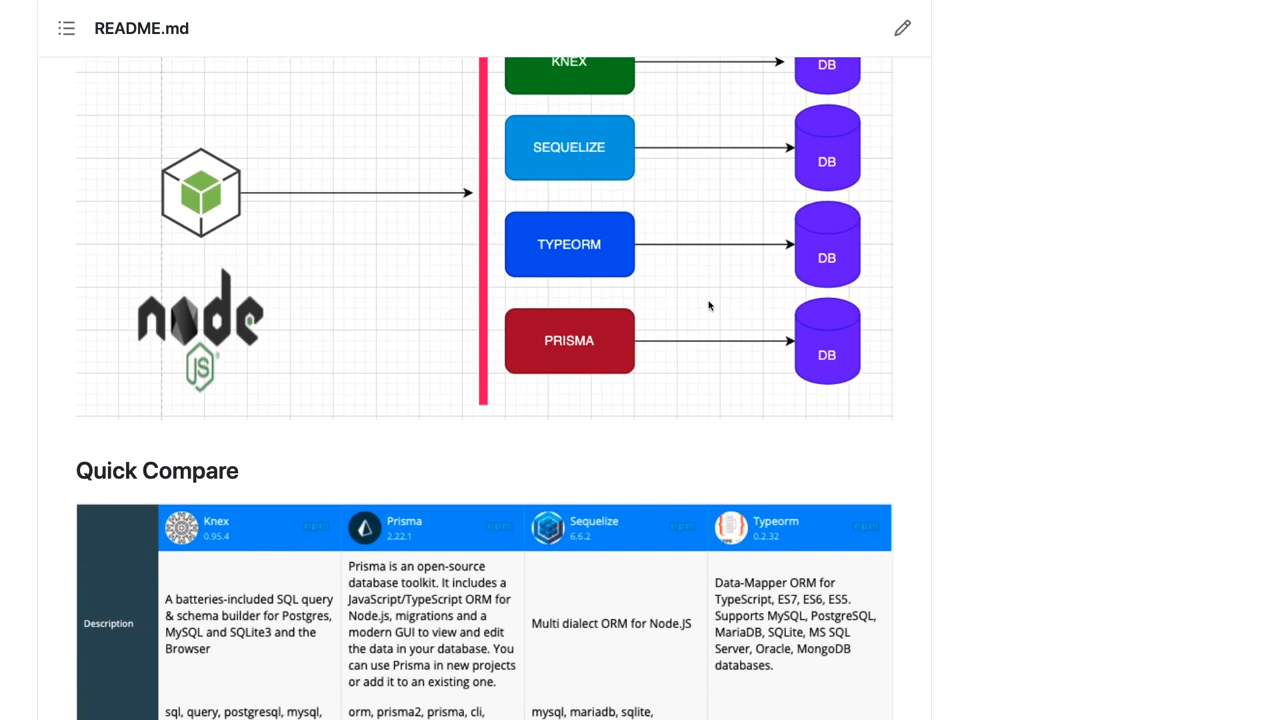 README.md
KNEX
DB
SEQUELIZE
DB
TYPEORM
DB
node
JS
PRISMA
DB
Quick Compare
Knex
0.95.4
npm
Prisma
2.22.1
npm
Sequelize
6.6.2
npm
Typeorm
0.2.32
npm
Description
A batteries-included SQL query
& schema builder for Postgres,
MySQL and SQLite3 and the
Browser
Prisma is an open-source
database toolkit. It includes a
JavaScript/TypeScript ORM for
Node.js, migrations and a
modern GUI to view and edit
the data in your database. You
can use Prisma in new projects
or add it to an existing one.
Multi dialect ORM for Node.JS
Data-Mapper ORM for
TypeScript, ES7, ES6, ES5.
Supports MySQL, PostgreSQL,
MariaDB, SQLite, MS SQL
Server, Oracle, MongoDB
databases.
sql, query, postgresql, mysql,
orm, prisma2, prisma, cli,
mysql, mariadb, sqlite,